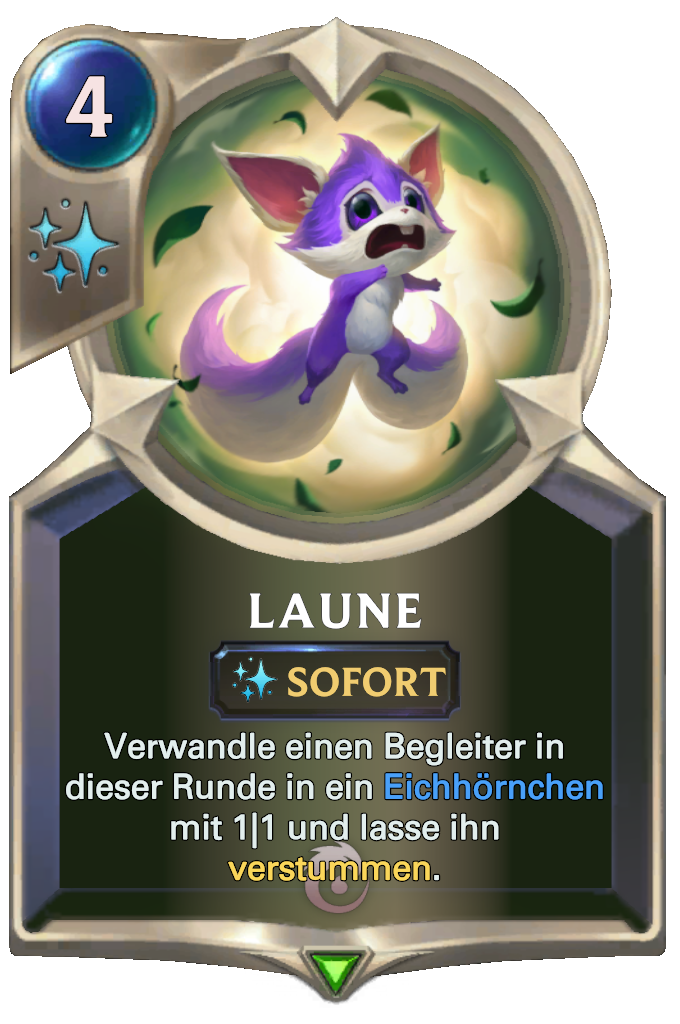 4
LAUNE
SOFORT
Verwandle einen Begleiter in
dieser Runde in ein Eichhörnchen
mit 1|1 und lasse ihn
verstummen.